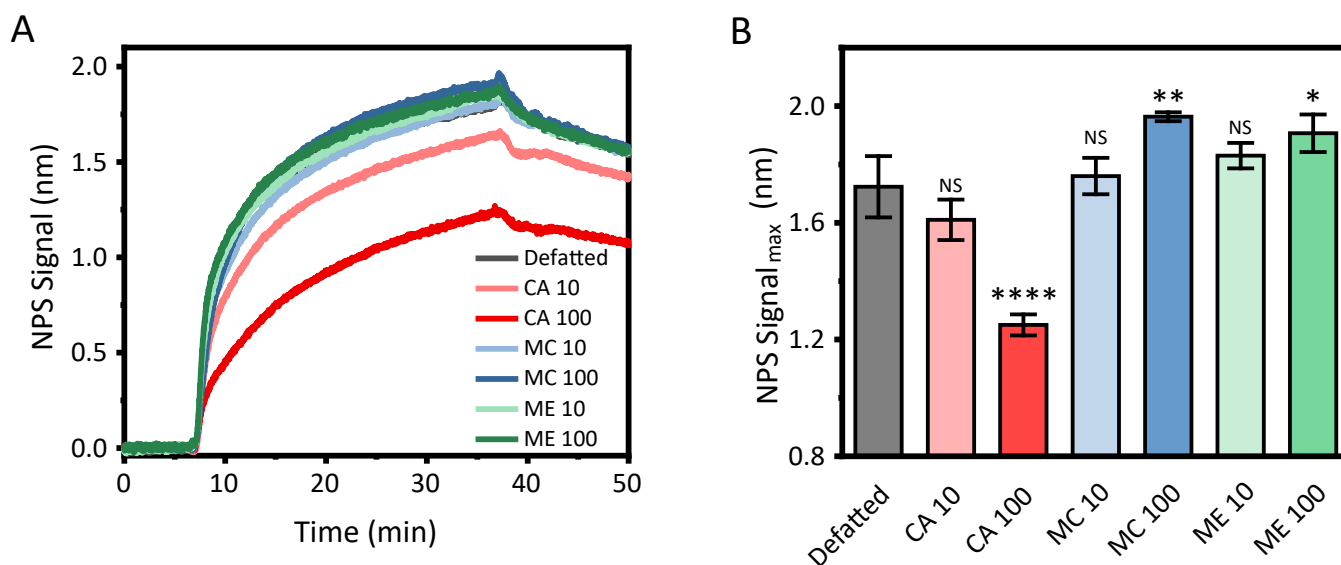 A
NPS Signal (nm)
2.0
1.5
1.0
0.5
0.0
0
10
20
30
40
50
Time (min)
Defatted
CA 10
CA 100
MC 10
MC 100
ME 10
ME 100
B
NPS Signal max (nm)
2.0
1.6
1.2
0.8
NS
****
NS
**
NS
*
Defatted
CA 10
CA 100
MC 10
MC 100
ME 10
ME 100